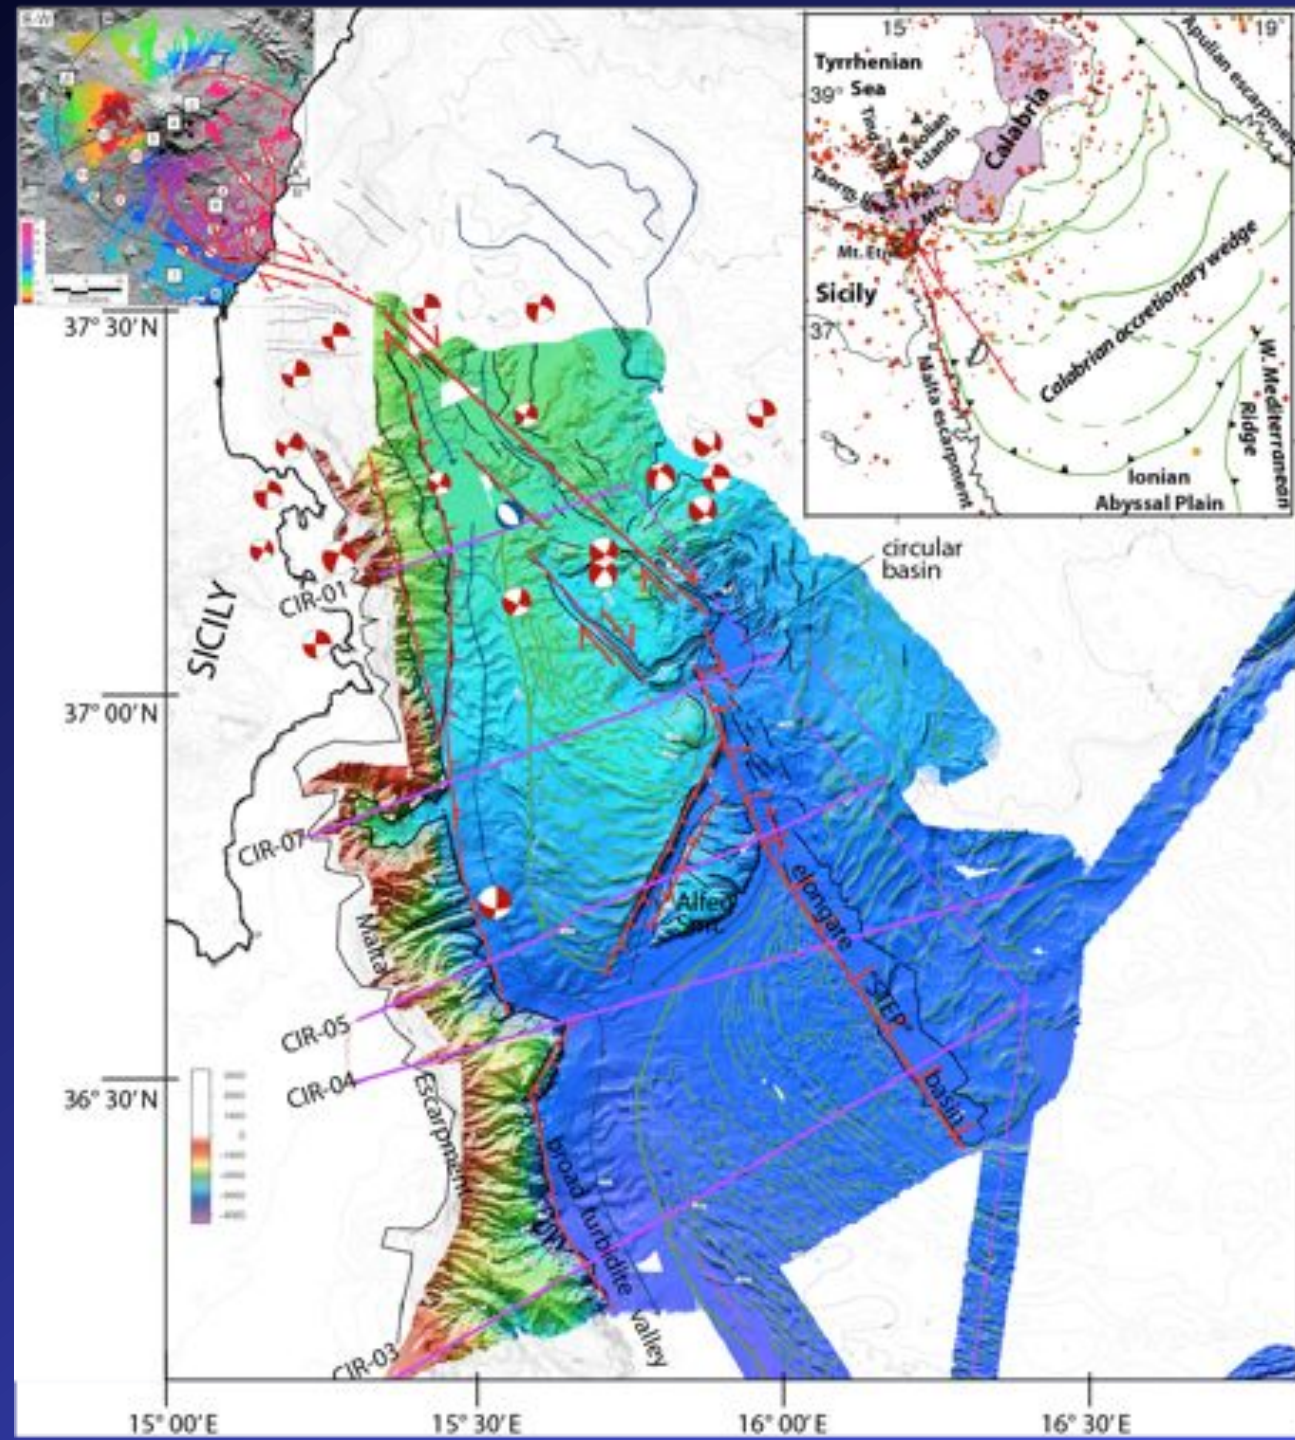 15°
19°
Tyrrhenian
Sea
39°
Aeolian
Islands
Calabria
Apulian escarpment
Mt. Etna
Sicily
37°
Calabrian accretionary wedge
Malta escarpment
W. Mediterranean
Ridge
Ionian
Abyssal Plain
37° 30' N
circular
basin
CIR-01
SICILY
37° 00' N
CIR-07
elongate
STEP
basin
Malta
Escarpment
CIR-05
CIR-04
36° 30' N
broad turbidite
valley
CIR-03
15° 00' E
15° 30' E
16° 00' E
16° 30' E